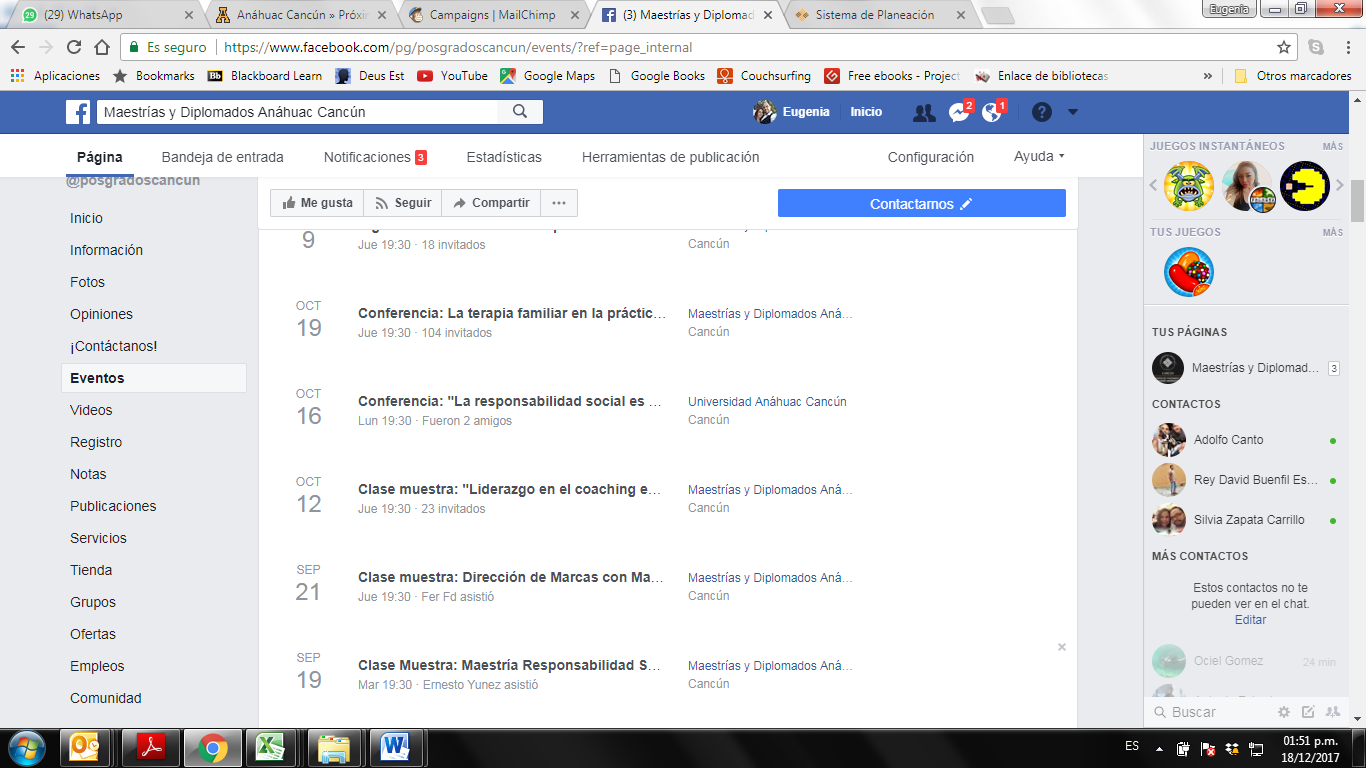 (29) WhatsApp
Anáhuac Cancún » Próxin
Campaigns | MailChimp
(3) Maestrías y Diplomad
Sistema de Planeación
Eugenia
Es seguro
https://www.facebook.com/pg/posgradoscancun/events/?ref=page_internal
Aplicaciones
Bookmarks
Bb
Blackboard Learn
Deus Est
YouTube
Google Maps
Google Books
Couchsurfing
Free ebooks - Project
Enlace de bibliotecas
»
Otros marcadores
Maestrías y Diplomados Anáhuac Cancún
Eugenia
Inicio
2
1
Página
Bandeja de entrada
Notificaciones 3
Estadísticas
Herramientas de publicación
Configuración
Ayuda
@posgradoscancun
Inicio
Información
Fotos
Opiniones
¡Contáctanos!
Eventos
Videos
Registro
Notas
Publicaciones
Servicios
Tienda
Grupos
Ofertas
Empleos
Comunidad
Me gusta
Seguir
Compartir
...
Contactarnos
9
Jue 19:30 · 18 invitados
Cancún
OCT
19
Conferencia: La terapia familiar en la práctic...
Jue 19:30 · 104 invitados
Maestrías y Diplomados Aná...
Cancún
OCT
16
Conferencia: "La responsabilidad social es ...
Lun 19:30 · Fueron 2 amigos
Universidad Anáhuac Cancún
Cancún
OCT
12
Clase muestra: "Liderazgo en el coaching e...
Jue 19:30 · 23 invitados
Maestrías y Diplomados Aná...
Cancún
SEP
21
Clase muestra: Dirección de Marcas con Ma...
Jue 19:30 · Fer Fd asistió
Maestrías y Diplomados Aná...
Cancún
SEP
19
Clase Muestra: Maestría Responsabilidad S...
Mar 19:30 · Ernesto Yunez asistió
Maestrías y Diplomados Aná...
Cancún
JUEGOS INSTANTÁNEOS
MÁS
TUS JUEGOS
MÁS
TUS PÁGINAS
Maestrías y Diplomad... 3
CONTACTOS
Adolfo Canto
Rey David Buenfil Es...
Silvia Zapata Carrillo
MÁS CONTACTOS
Estos contactos no te
pueden ver en el chat.
Editar
Ociel Gomez
24 min
Buscar
ES
01:51 p.m.
18/12/2017